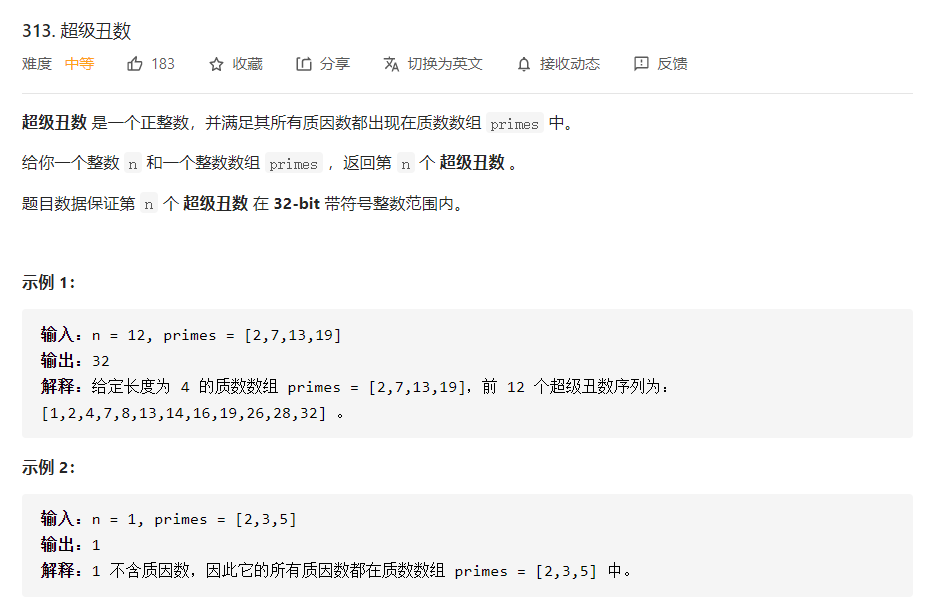 313. 超级丑数
难度 中等 183 收藏 分享 切换为英文 接收动态 反馈
超级丑数 是一个正整数，并满足其所有质因数都出现在质数数组 primes 中。
给你一个整数 n 和一个整数数组 primes ，返回第 n 个 超级丑数 。
题目数据保证第 n 个 超级丑数 在 32-bit 带符号整数范围内。
示例 1：
输入：n = 12, primes = [2,7,13,19]
输出：32
解释：给定长度为 4 的质数数组 primes = [2,7,13,19]，前 12 个超级丑数序列为：
[1,2,4,7,8,13,14,16,19,26,28,32] 。
示例 2：
输入：n = 1, primes = [2,3,5]
输出：1
解释：1 不含质因数，因此它的所有质因数都在质数数组 primes = [2,3,5] 中。